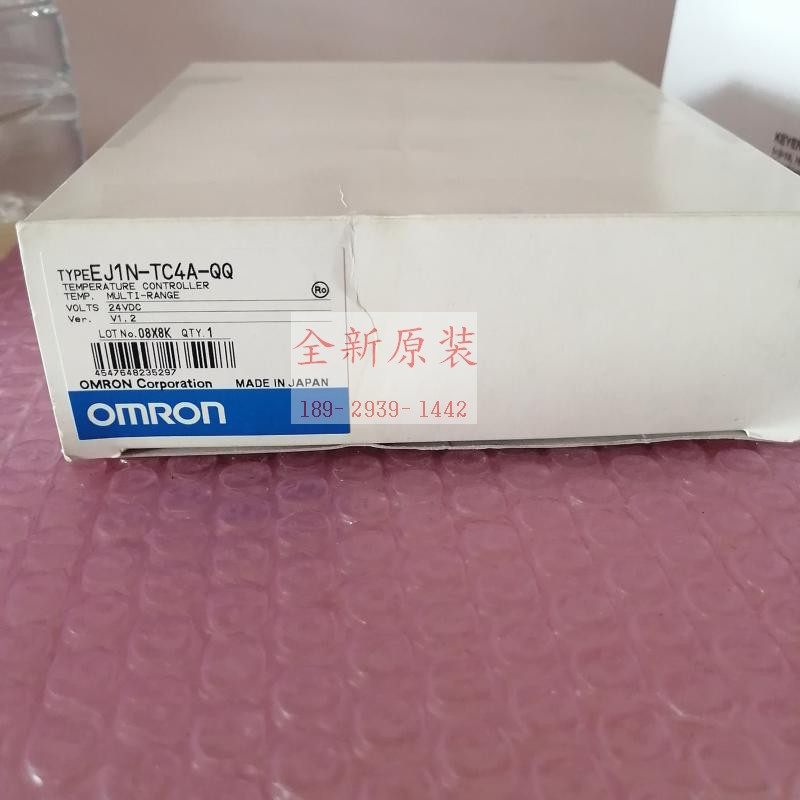 TYPE EJ1N-TC4A-QQ
TEMPERATURE CONTROLLER
TEMP. MULTI-RANGE
VOLTS 24VDC
Ver. V1.2
LOT No. 08X8K QTY. 1
4547648235297
OMRON Corporation MADE IN JAPAN
OMRON
全新原装
189-2939-1442